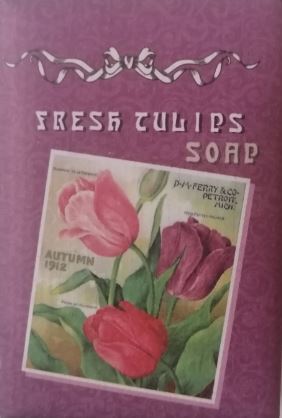 FRESH TULIPS
SOAP
D.M. FERRY & CO.
DETROIT,
MICH.
AUTUMN
1912